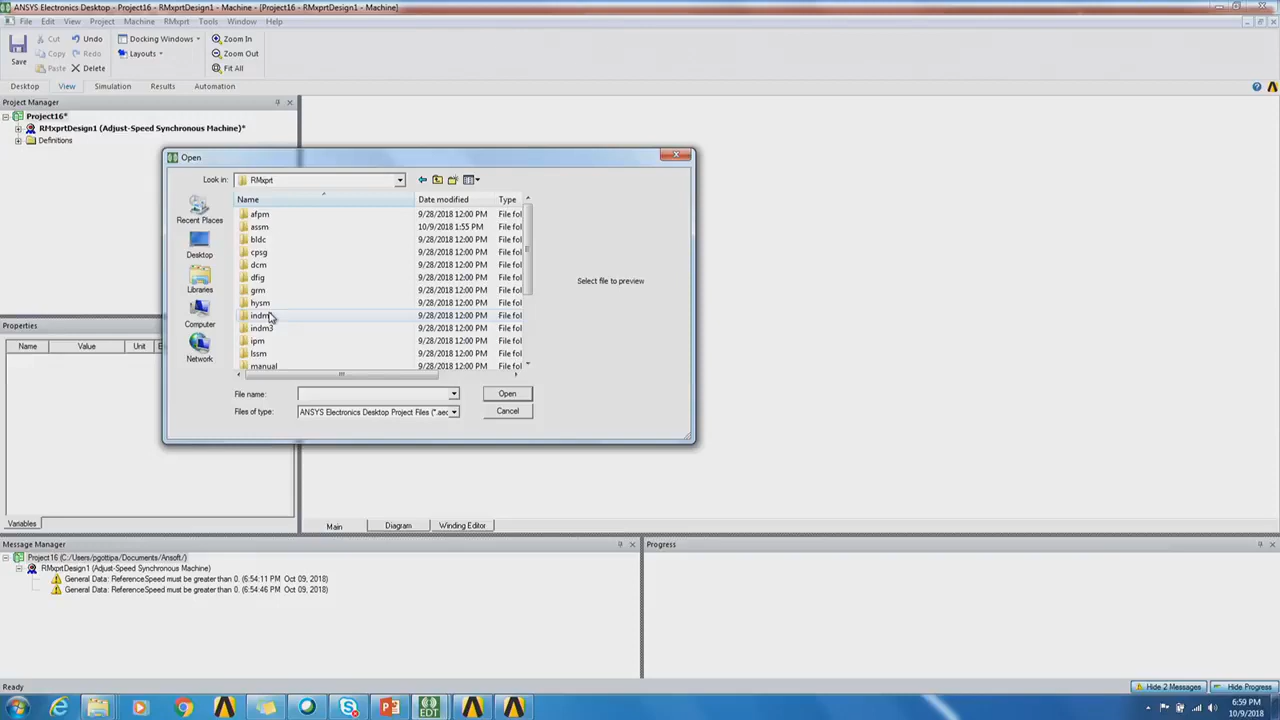 ANSYS Electronics Desktop - Project16 - RMxprtDesign1 - Machine - [Project16 - RMxprtDesign1 - Machine]
File Edit View Project Machine RMxprt Tools Window Help
Save
Cut
Copy
Paste
Undo
Redo
Delete
Docking Windows
Layouts
Zoom In
Zoom Out
Fit All
Desktop View Simulation Results Automation
Project Manager
Project16*
RMxprtDesign1 (Adjust-Speed Synchronous Machine)*
Definitions
Open
Look in: RMxprt
Name Date modified Type
afpm 9/28/2018 12:00 PM File fol
assm 10/9/2018 1:55 PM File fol
bldc 9/28/2018 12:00 PM File fol
cpsg 9/28/2018 12:00 PM File fol
dcm 9/28/2018 12:00 PM File fol
dfig 9/28/2018 12:00 PM File fol
grm 9/28/2018 12:00 PM File fol
hysm 9/28/2018 12:00 PM File fol
9/28/2018 12:00 PM File fol
indm3 9/28/2018 12:00 PM File fol
ipm 9/28/2018 12:00 PM File fol
lssm 9/28/2018 12:00 PM File fol
manual 9/28/2018 12:00 PM File fol
Recent Places
Desktop
Libraries
Computer
Network
Select file to preview
File name:
Open
Files of type: ANSYS Electronics Desktop Project Files (*.aed
Cancel
Properties
Name Value Unit
Variables
Main Diagram Winding Editor
Message Manager
Project16 (C:/Users/pgottipa/Documents/Ansoft/)
RMxprtDesign1 (Adjust-Speed Synchronous Machine)
General Data: ReferenceSpeed must be greater than 0. (6:54:11 PM Oct 09, 2018)
General Data: ReferenceSpeed must be greater than 0. (6:54:46 PM Oct 09, 2018)
Progress
Ready
Hide 2 Messages
Hide Progress
EDT
6:59 PM
10/9/2018